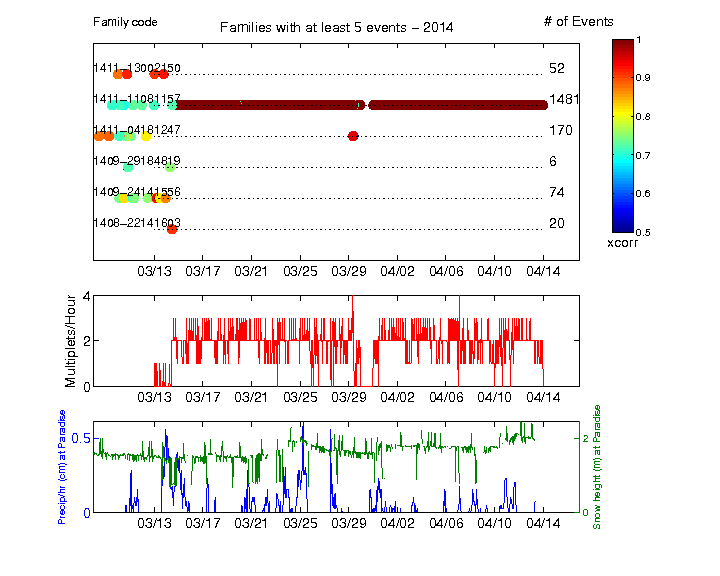 Family code
Families with at least 5 events – 2014
# of Events
1411–13002150
52
1411–11081157
1481
1411–04181247
170
1409–29184819
6
1409–24141556
74
1408–22141603
20
03/13 03/17 03/21 03/25 03/29 04/02 04/06 04/10 04/14
1
0.9
0.8
0.7
0.6
0.5
xcorr
Multiplets/Hour
4
2
0
03/13 03/17 03/21 03/25 03/29 04/02 04/06 04/10 04/14
Precip/hr (cm) at Paradise
0.5
0
2
0
Snow height (m) at Paradise
03/13 03/17 03/21 03/25 03/29 04/02 04/06 04/10 04/14